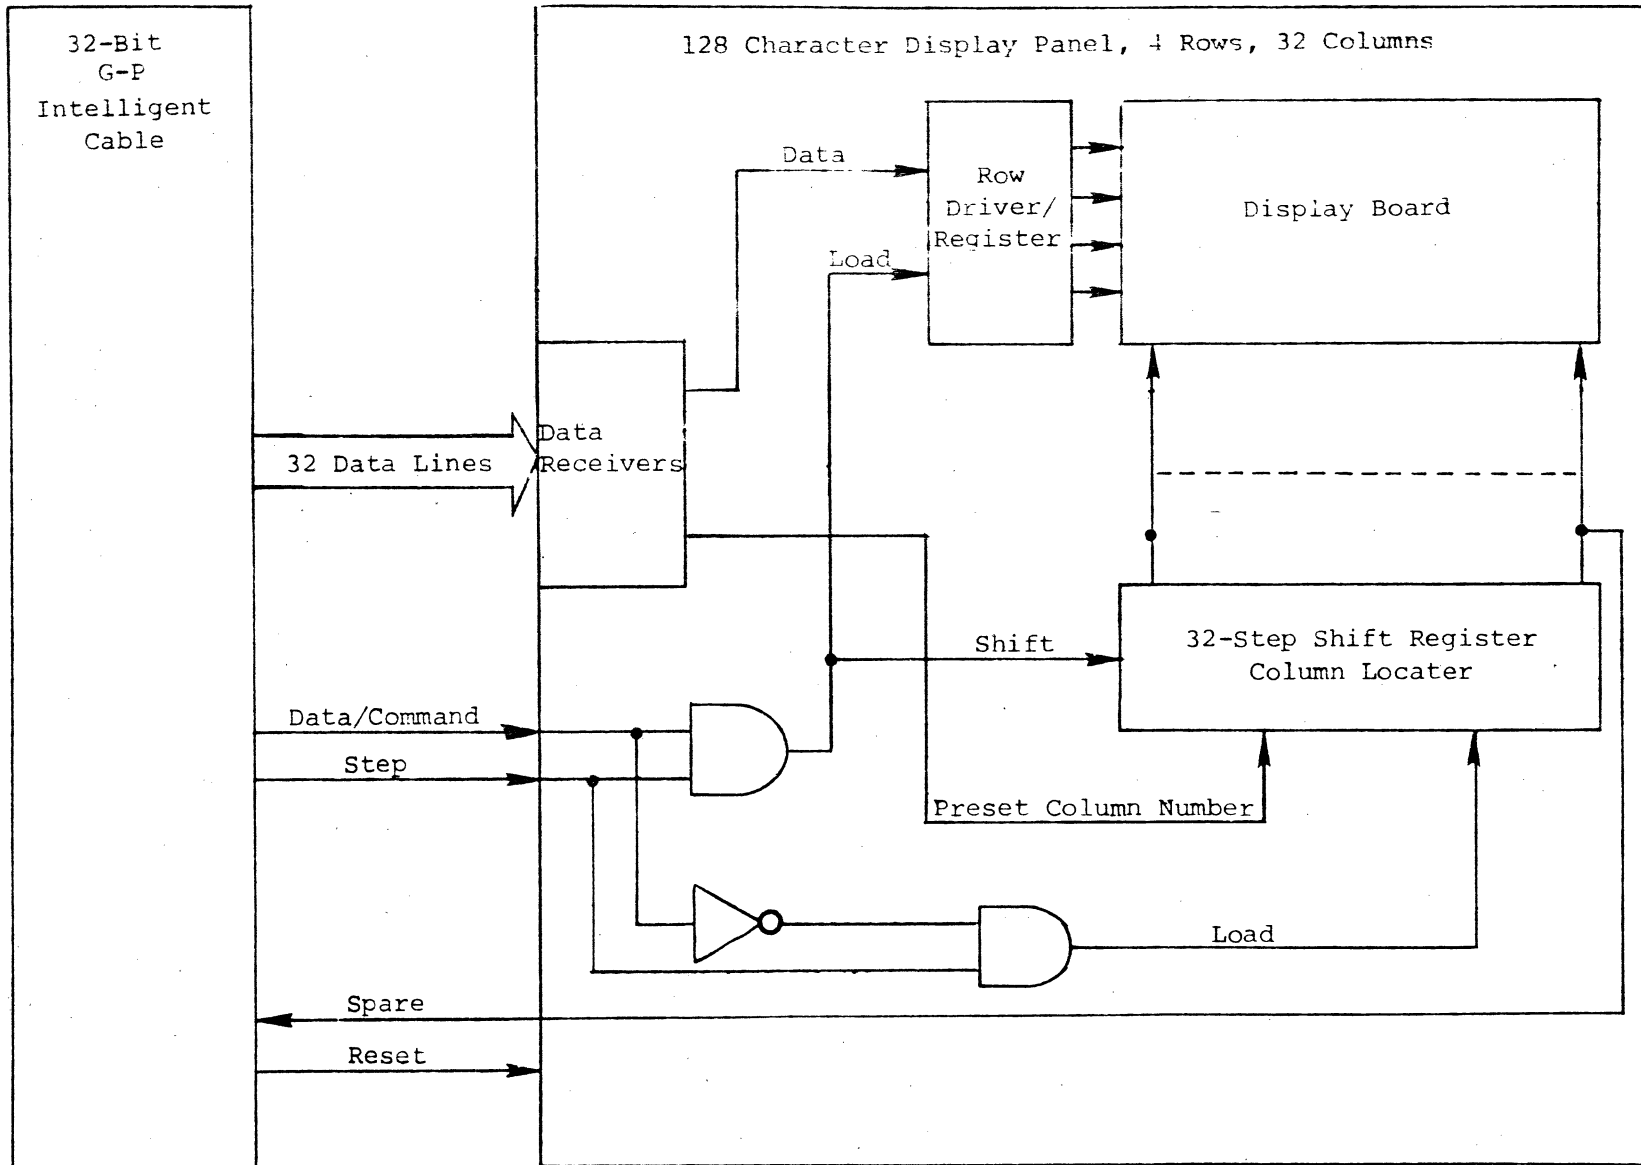 32-Bit
G-P
Intelligent
Cable
128 Character Display Panel, 4 Rows, 32 Columns
Data
Load
Row
Driver/
Register
Display Board
Data
Receivers
32 Data Lines
Shift
32-Step Shift Register
Column Locater
Data/Command
Step
Preset Column Number
Load
Spare
Reset